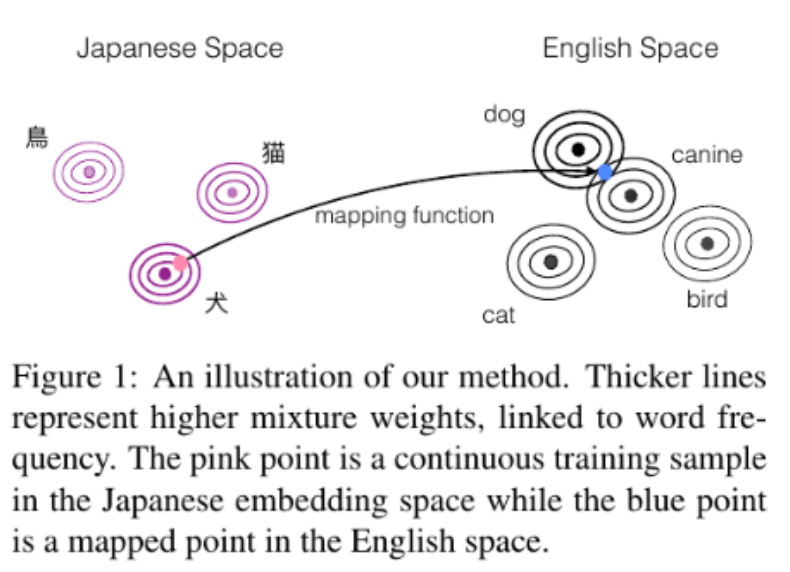 Japanese Space
English Space
鳥
猫
犬
mapping function
dog
canine
cat
bird
Figure 1: An illustration of our method. Thicker lines
represent higher mixture weights, linked to word fre-
quency. The pink point is a continuous training sample
in the Japanese embedding space while the blue point
is a mapped point in the English space.